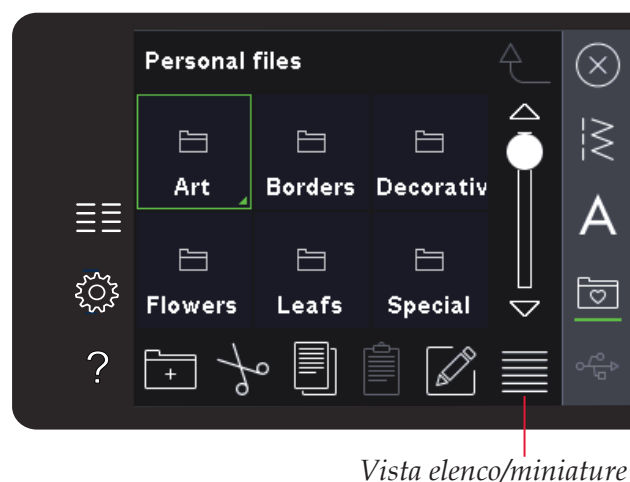 Personal files
Art Borders Decorativ
Flowers Leafs Special
A
?
Vista elenco/miniature